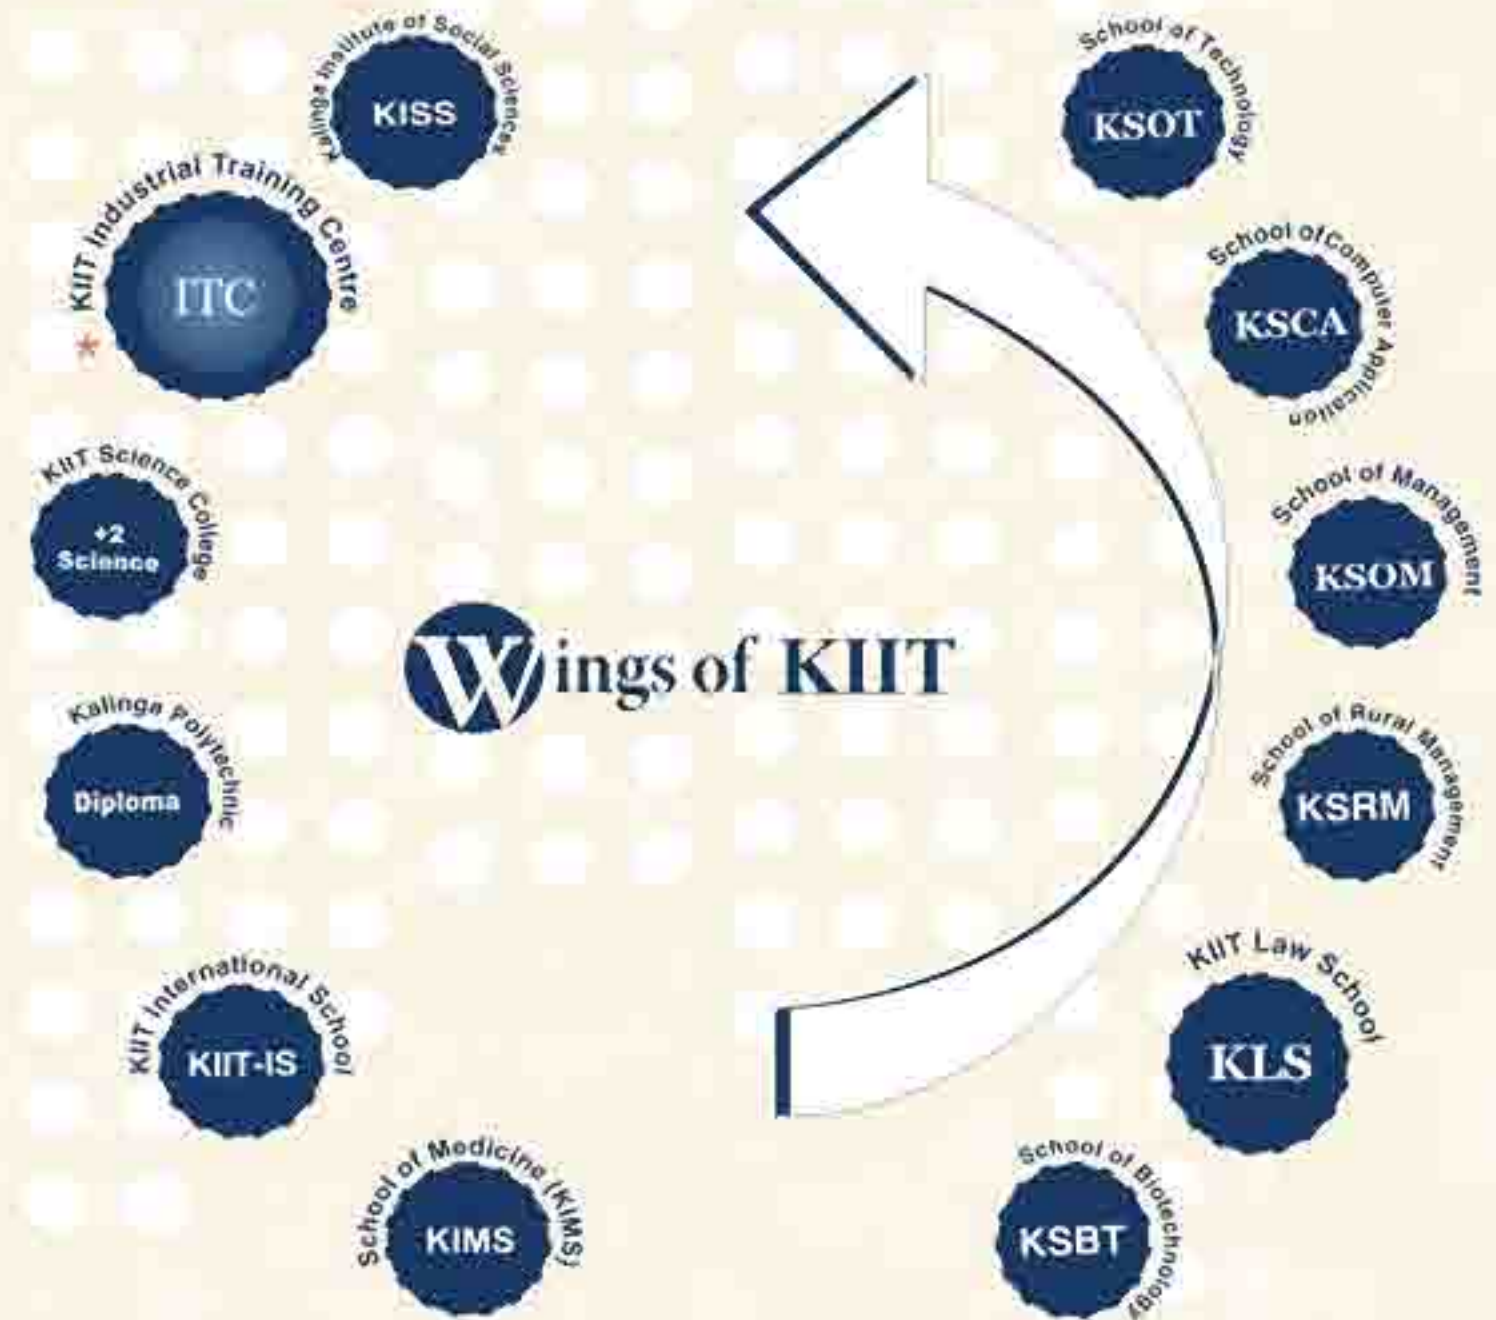 Kalinga Institute of Social Sciences
KISS
School of Technology
KSOT
* KIIT Industrial Training Centre
ITC
School of Computer Application
KSCA
KIIT Science College
+2
Science
School of Management
KSOM
Wings of KIIT
Kalinga Polytechnic
Diploma
School of Rural Management
KSRM
KIIT International School
KIIT-IS
KIIT Law School
KLS
School of Medicine (KIMS)
KIMS
School of Biotechnology
KSBT